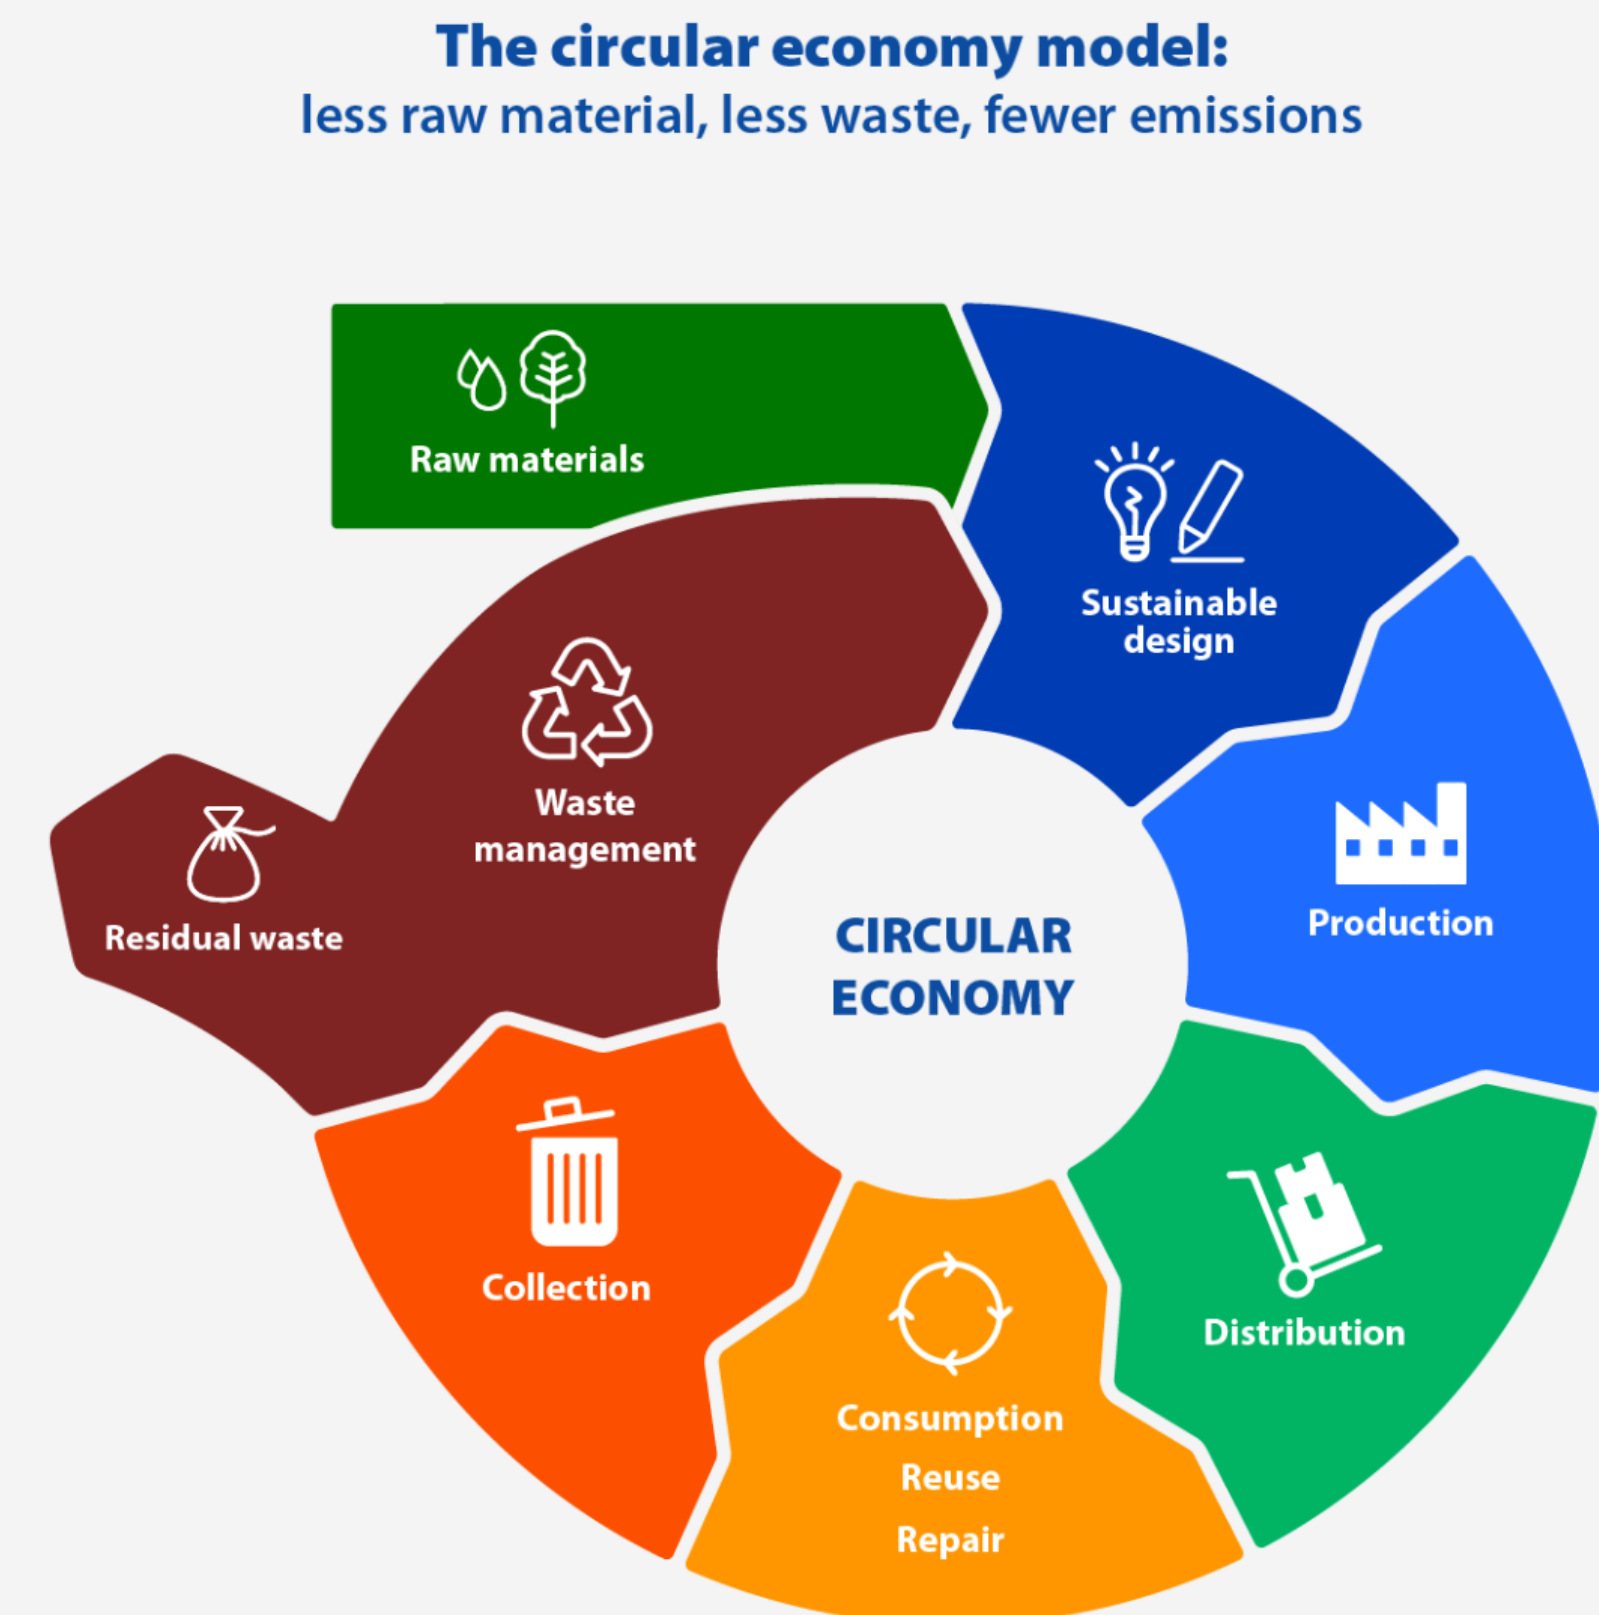 The circular economy model:
less raw material, less waste, fewer emissions
Raw materials
Sustainable
design
Production
Distribution
Consumption
Reuse
Repair
Collection
Waste
management
Residual waste
CIRCULAR
ECONOMY